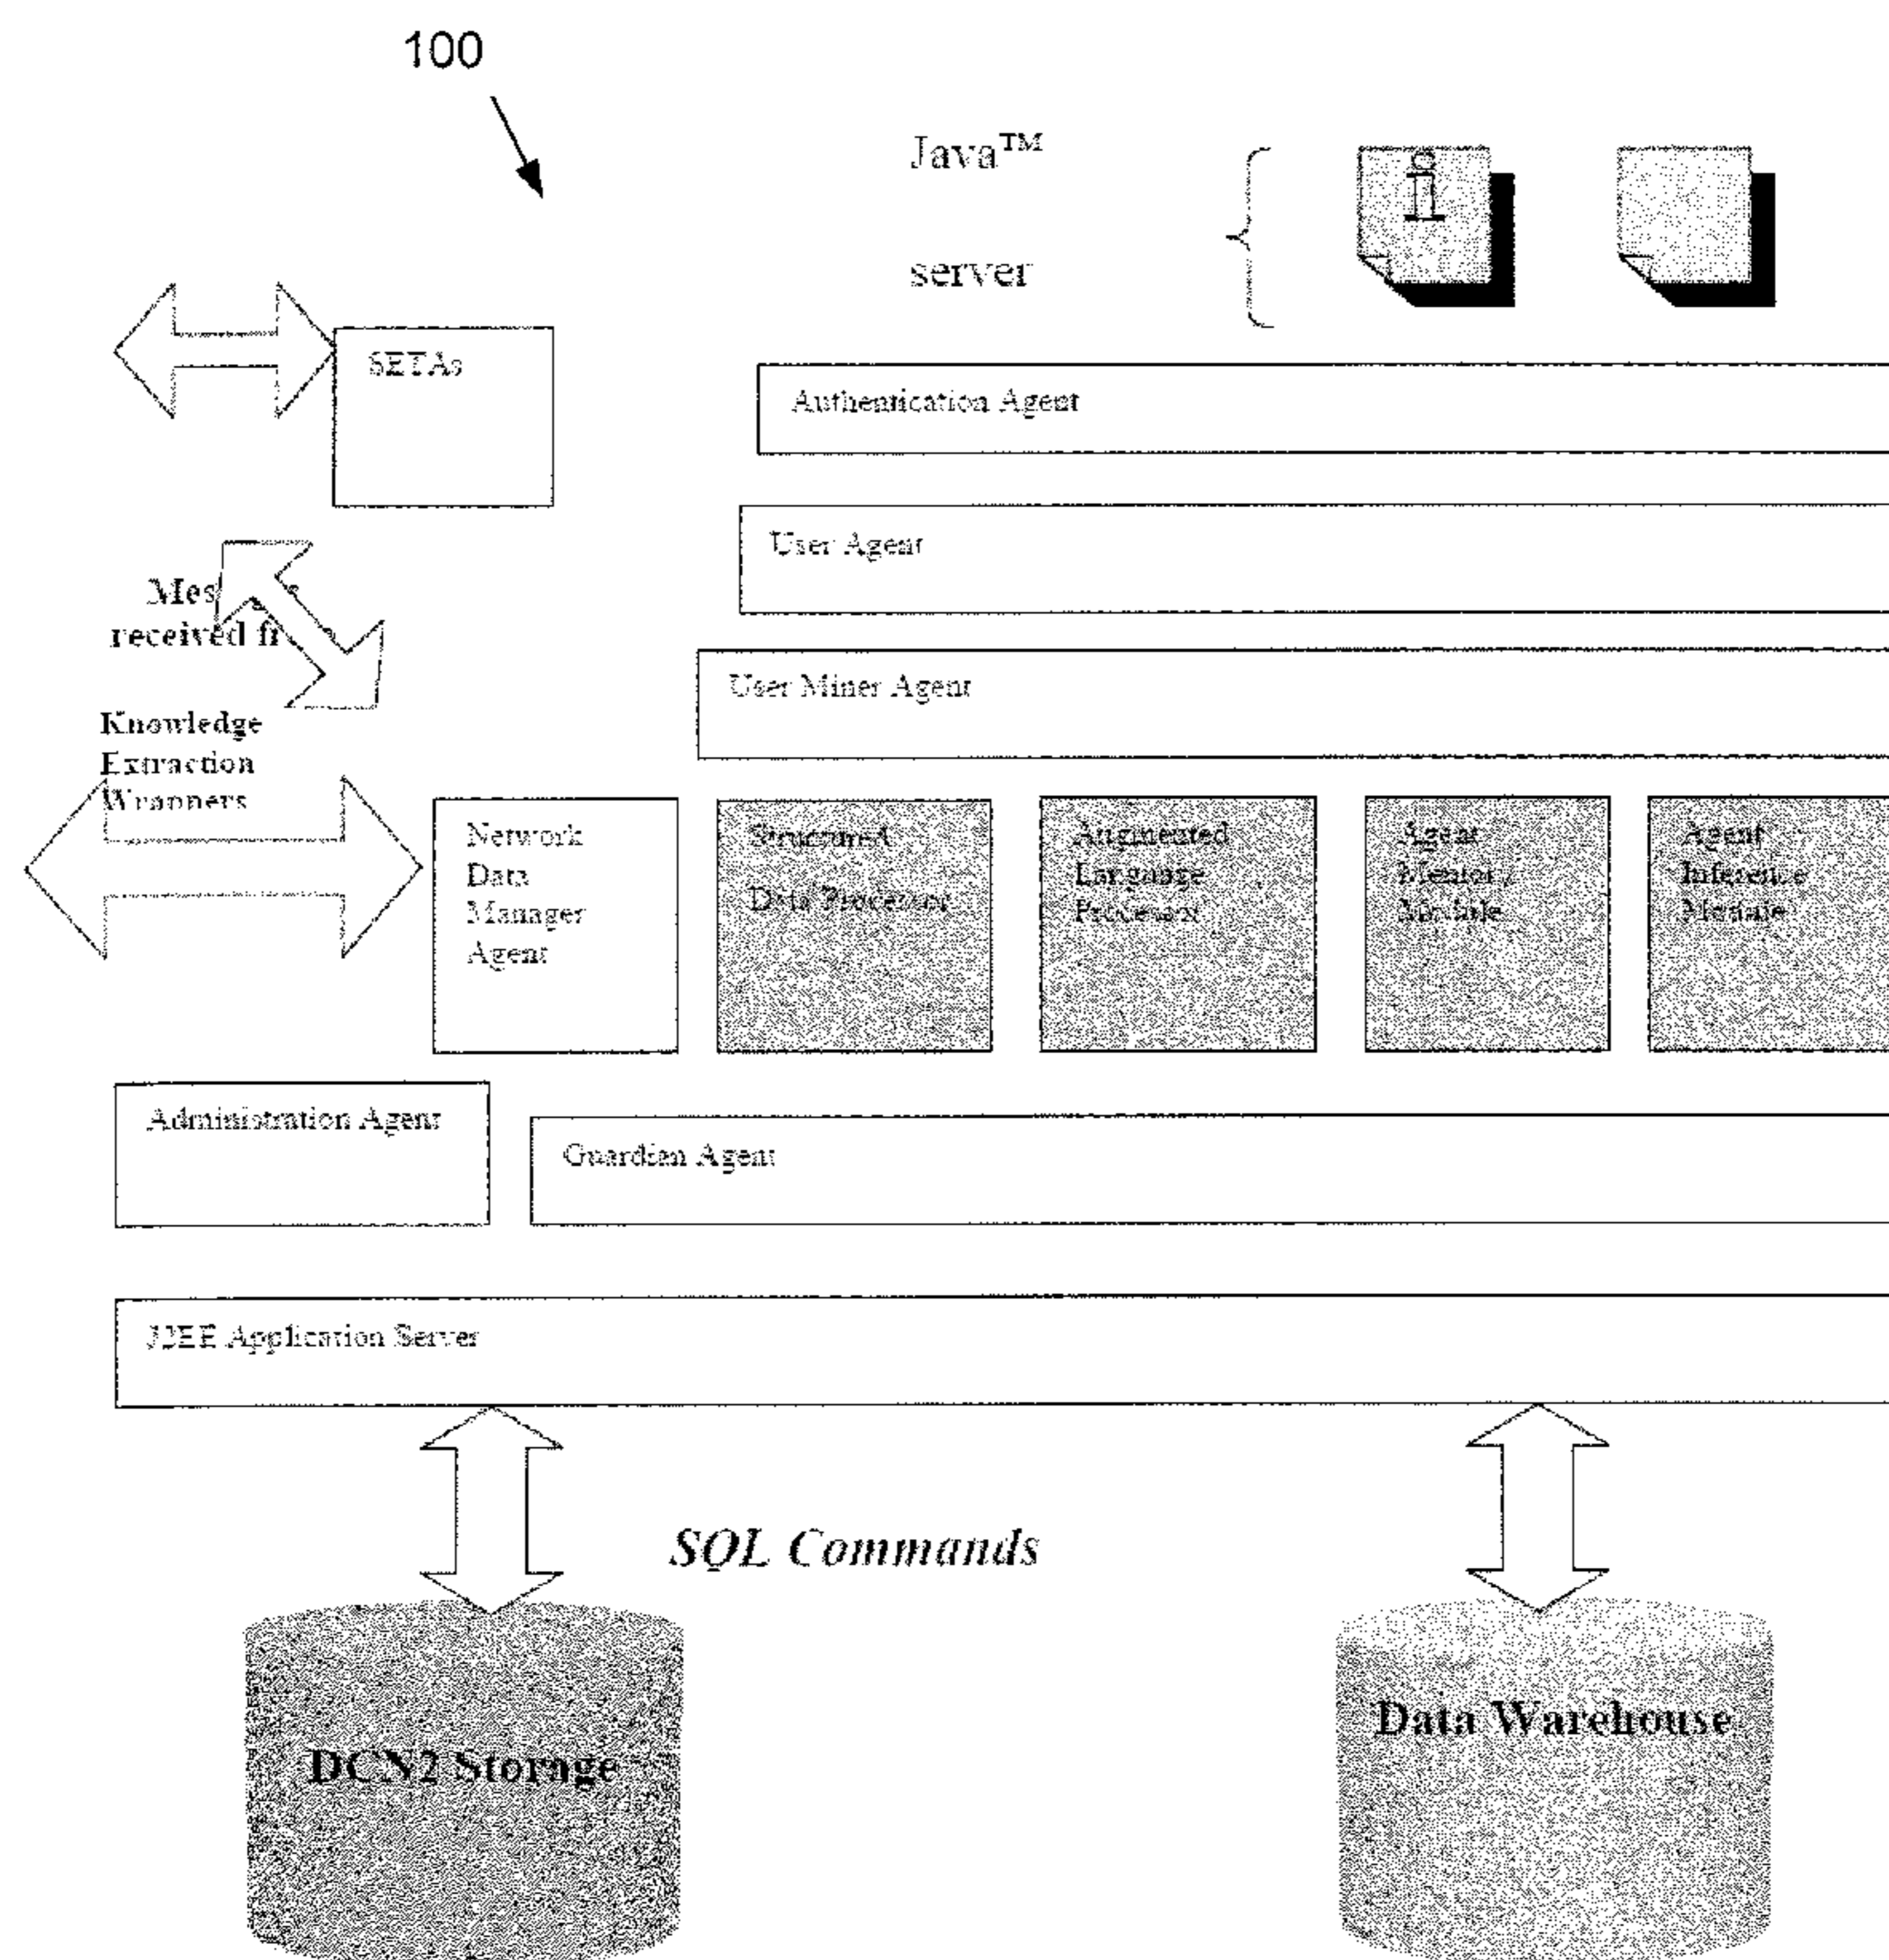 100
Java™
server
i
SETAs
Authentication Agent
User Agent
received
User Miner Agent
Knowledge
Extraction
Wrappers
Network
Data
Manager
Agent
Structured
Data Processor
Augmented
Language
Processor
Agent
Memory
Module
Agent
Inference
Module
Administration Agent
Guardian Agent
J2EE Application Server
SQL Commands
DCN2 Storage
Data Warehouse